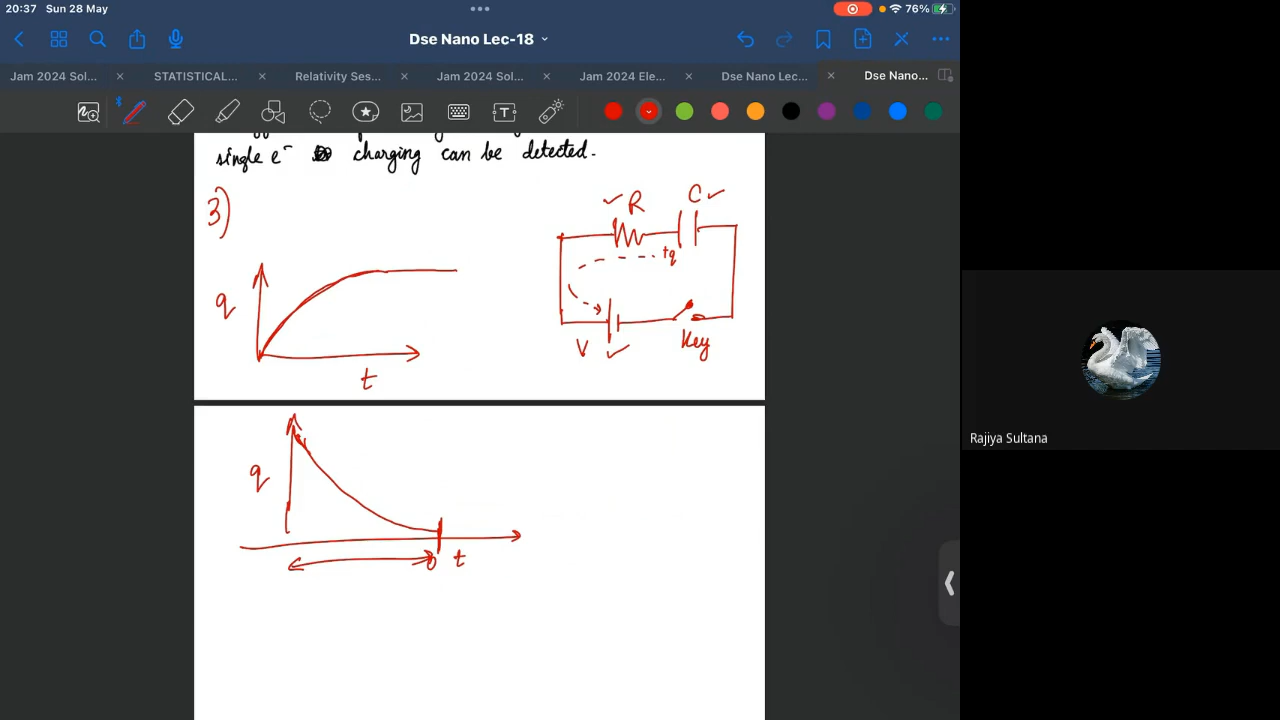 20:37 Sun 28 May
76%
Dse Nano Lec-18
Jam 2024 Sol...
STATISTICAL...
Relativity Ses...
Jam 2024 Sol...
Jam 2024 Ele...
Dse Nano Lec...
Dse Nano...
single e⁻ charging can be detected.
3)
R C
+q
q
V Key
t
q
0 t
Rajiya Sultana